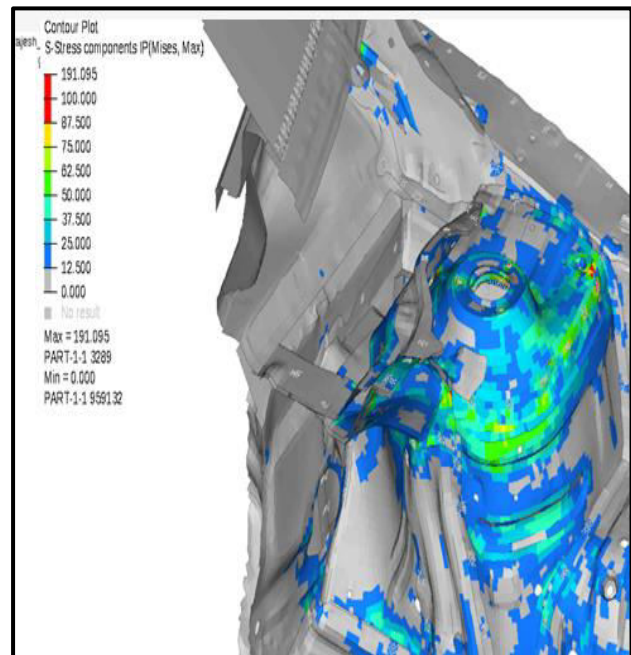 Contour Plot
S-Stress components IP(Mises, Max)
ajesh_
191.095
100.000
87.500
75.000
62.500
50.000
37.500
25.000
12.500
0.000
No result
Max = 191.095
PART-1-1 3289
Min = 0.000
PART-1-1 959132